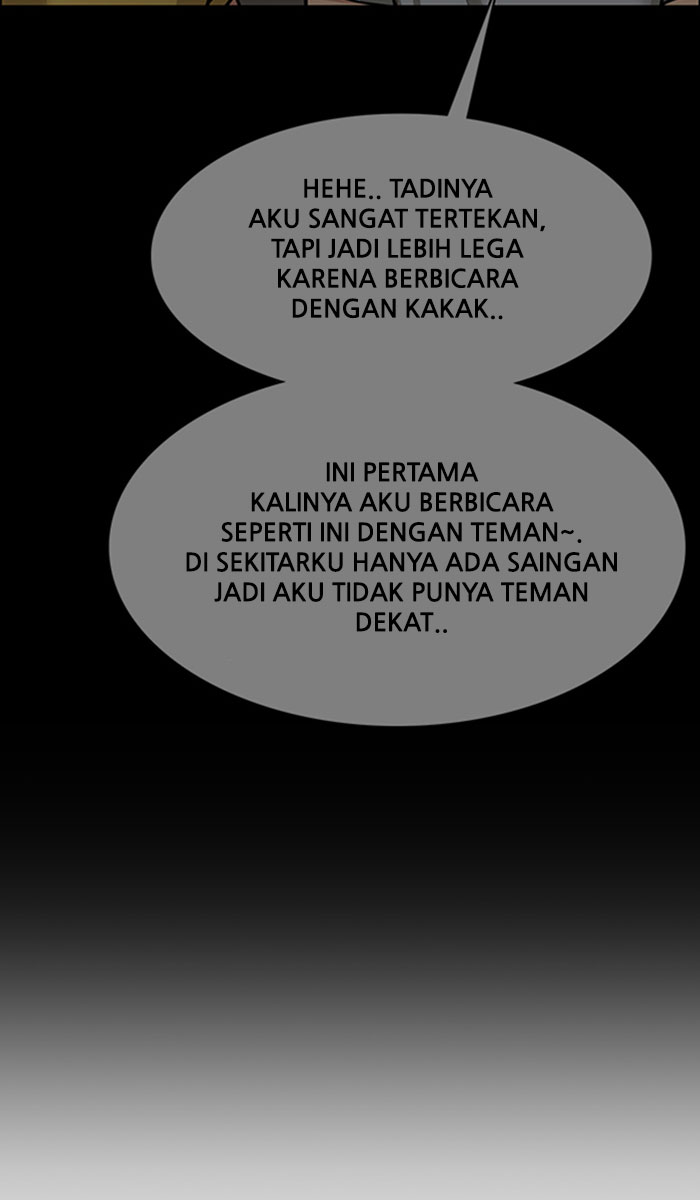 HEHE.. TADINYA
AKU SANGAT TERTEKAN,
TAPI JADI LEBIH LEGA
KARENA BERBICARA
DENGAN KAKAK..
INI PERTAMA
KALINYA AKU BERBICARA
SEPERTI INI DENGAN TEMAN~.
DI SEKITARKU HANYA ADA SAINGAN
JADI AKU TIDAK PUNYA TEMAN
DEKAT..